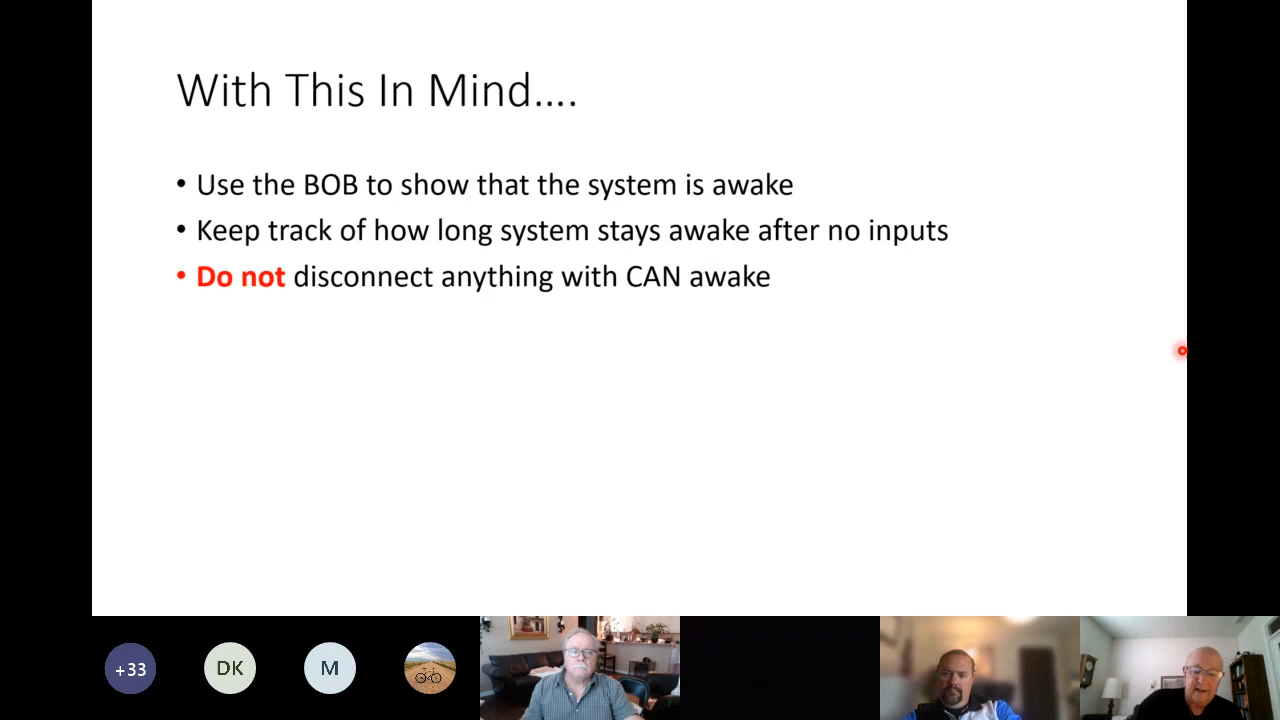 With This In Mind….
• Use the BOB to show that the system is awake
• Keep track of how long system stays awake after no inputs
• Do not disconnect anything with CAN awake
+33
DK
M